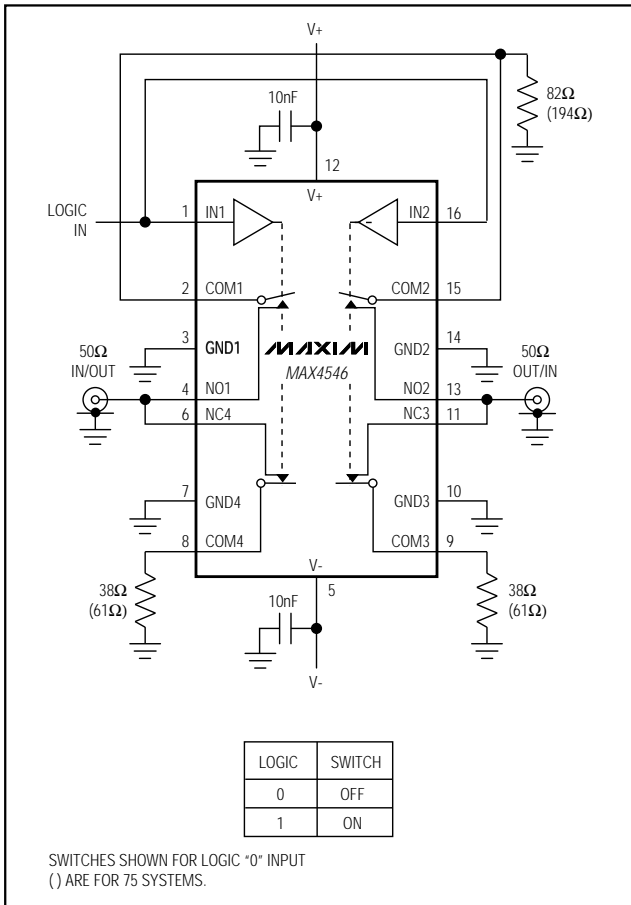 V+
82Ω
(194Ω)
10nF
12
V+
LOGIC
IN
1
IN1
IN2
16
2
COM1
COM2
15
3
GND1
MAXIM
MAX4546
GND2
14
50Ω
IN/OUT
50Ω
OUT/IN
4
NO1
NO2
13
6
NC4
NC3
11
7
GND4
GND3
10
8
COM4
COM3
9
V-
38Ω
(61Ω)
5
38Ω
(61Ω)
10nF
V-
LOGIC SWITCH
0 OFF
1 ON
SWITCHES SHOWN FOR LOGIC "0" INPUT
( ) ARE FOR 75 SYSTEMS.